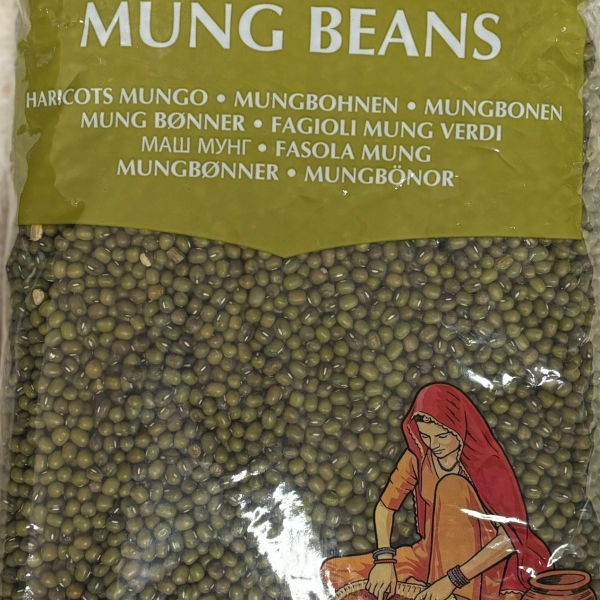 MUNG BEANS
HARICOTS MUNGO • MUNGBOHNEN • MUNGBONEN
MUNG BØNNER • FAGIOLI MUNG VERDI
МАШ МУНГ • FASOLA MUNG
MUNGBØNNER • MUNGBÖNOR